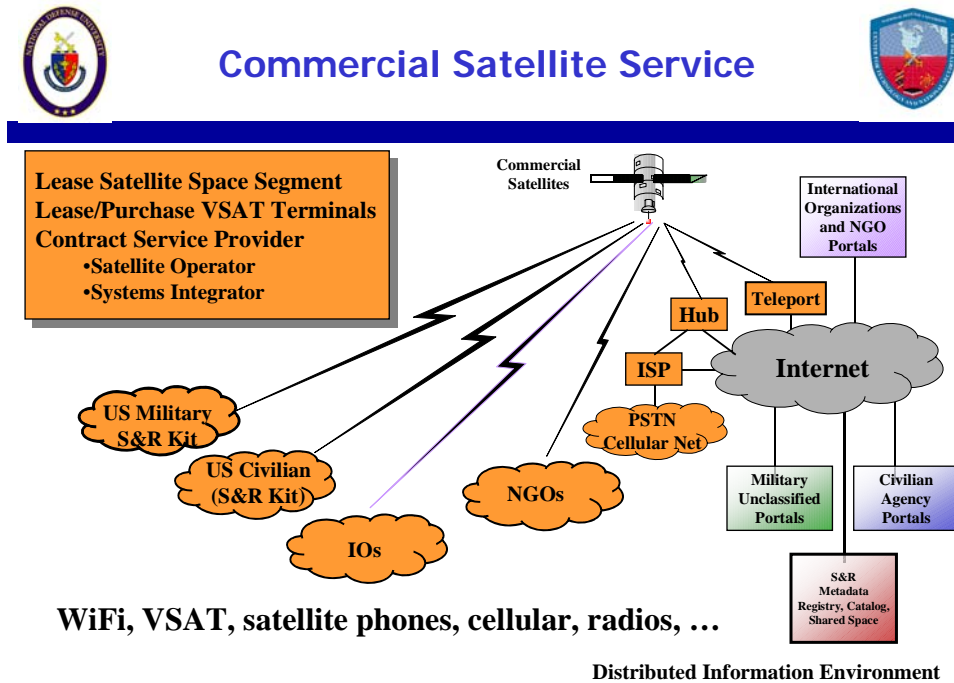 Commercial Satellite Service
NATIONAL DEFENSE UNIVERSITY
Lease Satellite Space Segment
Lease/Purchase VSAT Terminals
Contract Service Provider
•Satellite Operator
•Systems Integrator
Commercial
Satellites
International
Organizations
and NGO
Portals
Teleport
Hub
ISP
Internet
PSTN
Cellular Net
US Military
S&R Kit
US Civilian
(S&R Kit)
IOs
NGOs
Military
Unclassified
Portals
Civilian
Agency
Portals
S&R
Metadata
Registry, Catalog,
Shared Space
WiFi, VSAT, satellite phones, cellular, radios, …
Distributed Information Environment